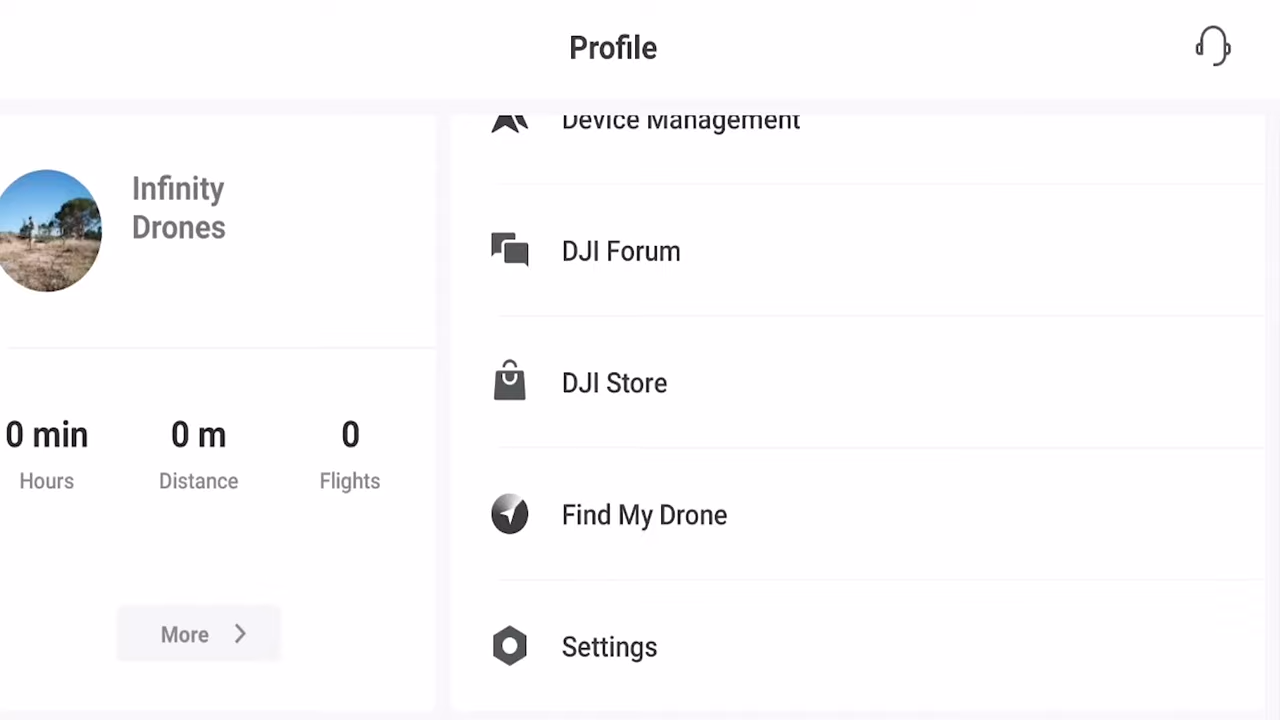 Profile
Device Management
Infinity
Drones
DJI Forum
DJI Store
0 min
0 m
0
Hours
Distance
Flights
Find My Drone
More
Settings